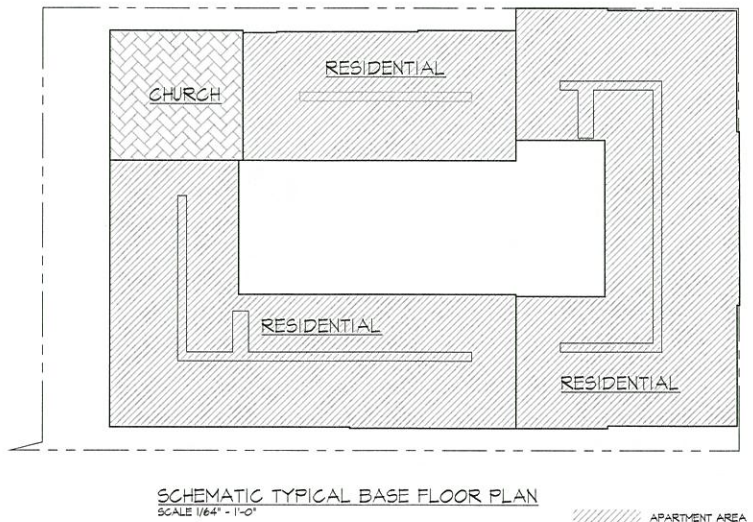 RESIDENTIAL
CHURCH
RESIDENTIAL
RESIDENTIAL
SCHEMATIC TYPICAL BASE FLOOR PLAN
SCALE 1/64" - 1'-0"
APARTMENT AREA